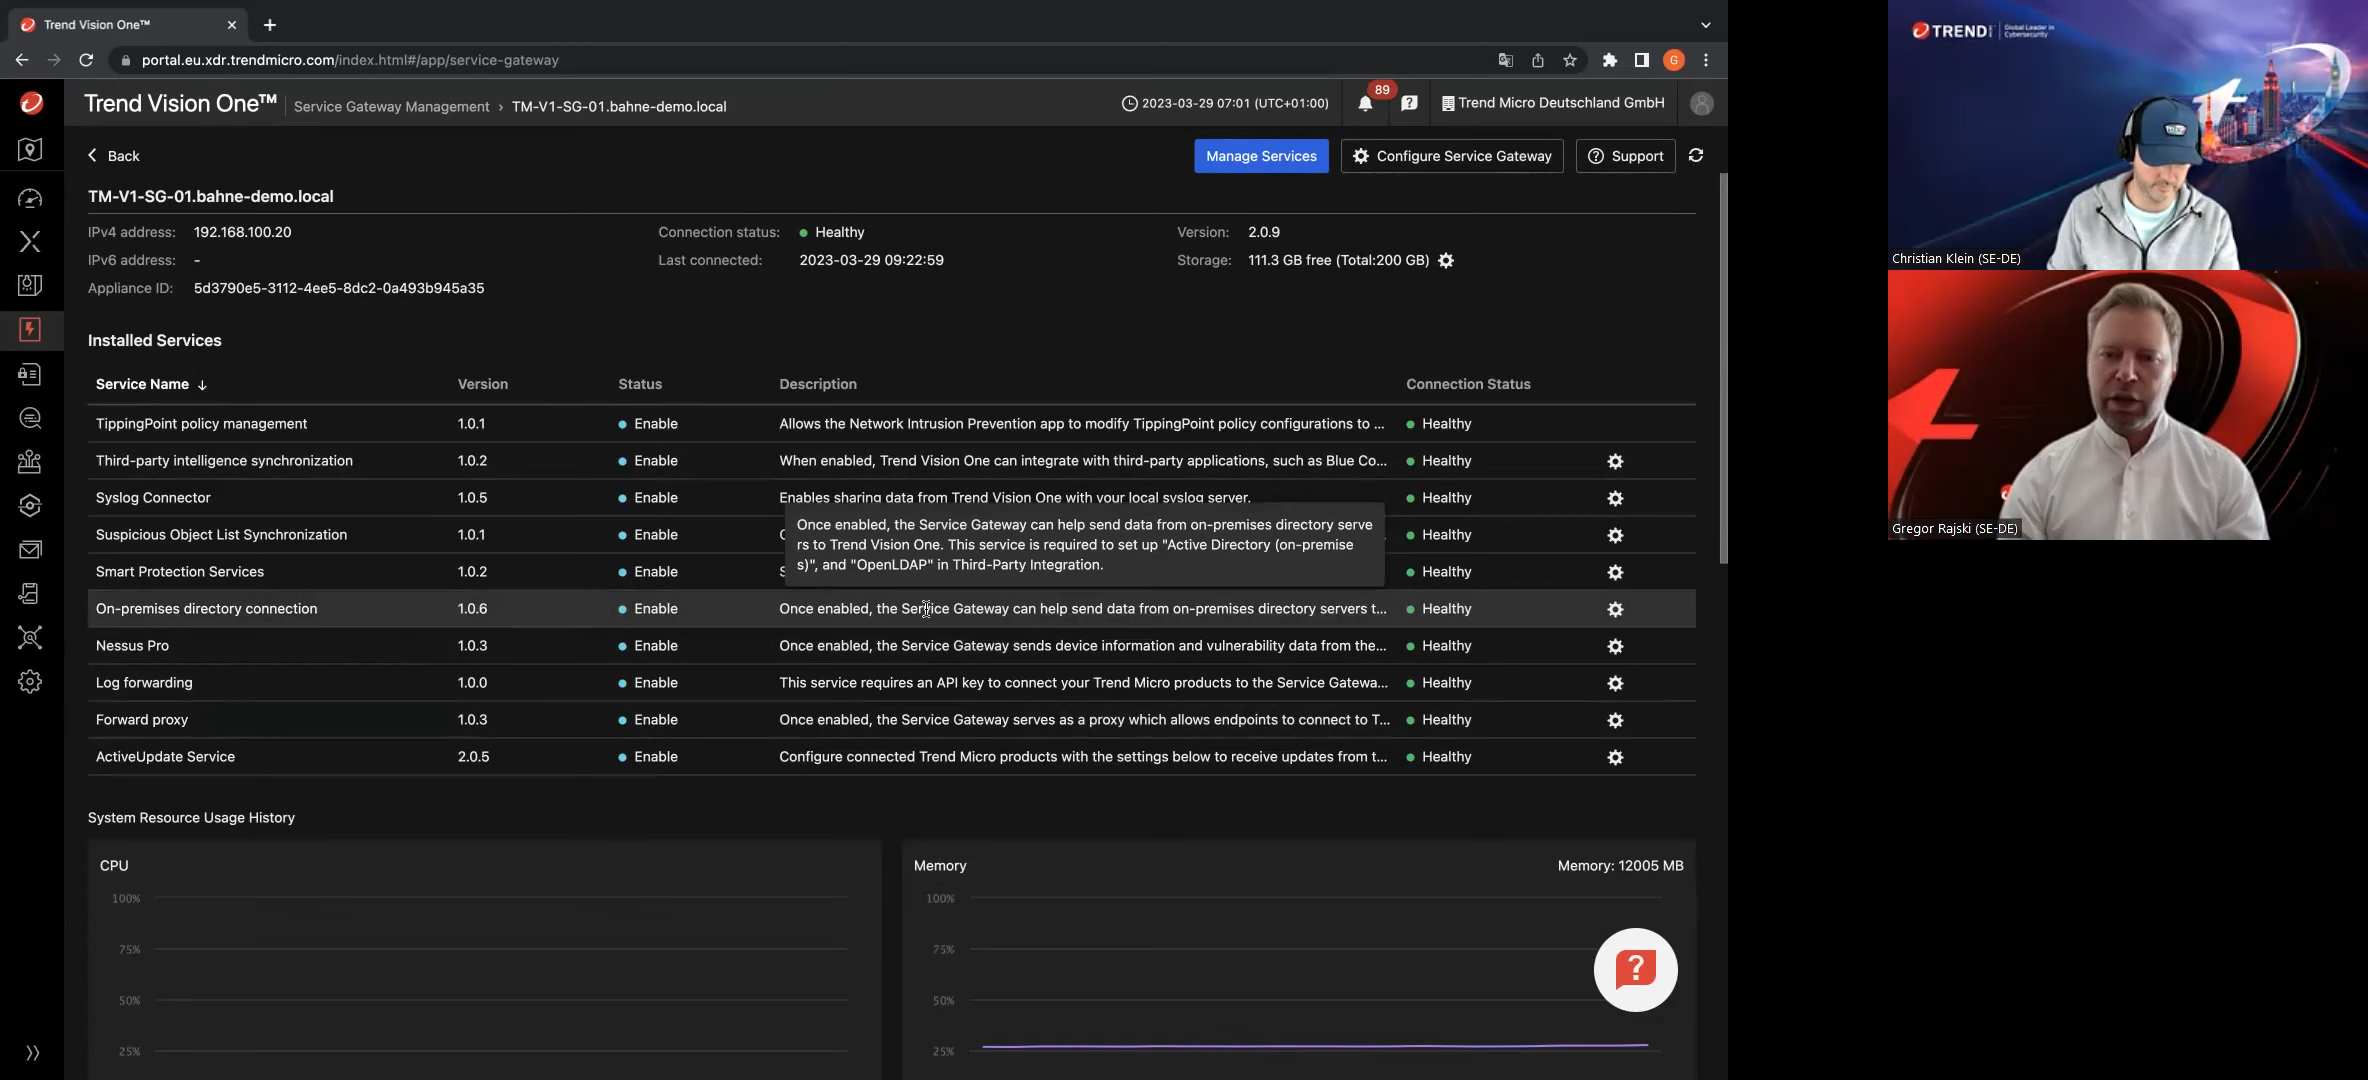 Trend Vision One™
portal.eu.xdr.trendmicro.com/index.html#/app/service-gateway
G
Trend Vision One™
Service Gateway Management › TM-V1-SG-01.bahne-demo.local
2023-03-29 07:01 (UTC+01:00)
89
Trend Micro Deutschland GmbH
Back
Manage Services
Configure Service Gateway
Support
TM-V1-SG-01.bahne-demo.local
IPv4 address: 192.168.100.20
Connection status: Healthy
Version: 2.0.9
IPv6 address: -
Last connected: 2023-03-29 09:22:59
Storage: 111.3 GB free (Total:200 GB)
Appliance ID: 5d3790e5-3112-4ee5-8dc2-0a493b945a35
Installed Services
Service Name ↓ Version Status Description Connection Status
TippingPoint policy management 1.0.1 Enable Allows the Network Intrusion Prevention app to modify TippingPoint policy configurations to ... Healthy
Third-party intelligence synchronization 1.0.2 Enable When enabled, Trend Vision One can integrate with third-party applications, such as Blue Co... Healthy
Syslog Connector 1.0.5 Enable Enables sharing data from Trend Vision One with your local syslog server. Healthy
Suspicious Object List Synchronization 1.0.1 Enable Healthy
Smart Protection Services 1.0.2 Enable Healthy
Once enabled, the Service Gateway can help send data from on-premises directory serve
rs to Trend Vision One. This service is required to set up "Active Directory (on-premise
s)", and "OpenLDAP" in Third-Party Integration.
On-premises directory connection 1.0.6 Enable Once enabled, the Service Gateway can help send data from on-premises directory servers t... Healthy
Nessus Pro 1.0.3 Enable Once enabled, the Service Gateway sends device information and vulnerability data from the... Healthy
Log forwarding 1.0.0 Enable This service requires an API key to connect your Trend Micro products to the Service Gatewa... Healthy
Forward proxy 1.0.3 Enable Once enabled, the Service Gateway serves as a proxy which allows endpoints to connect to T... Healthy
ActiveUpdate Service 2.0.5 Enable Configure connected Trend Micro products with the settings below to receive updates from t... Healthy
System Resource Usage History
CPU
100%
75%
50%
25%
Memory
Memory: 12005 MB
100%
75%
50%
25%
?
TREND MICRO
Global Leader in
Cybersecurity
Christian Klein (SE-DE)
Gregor Rajski (SE-DE)